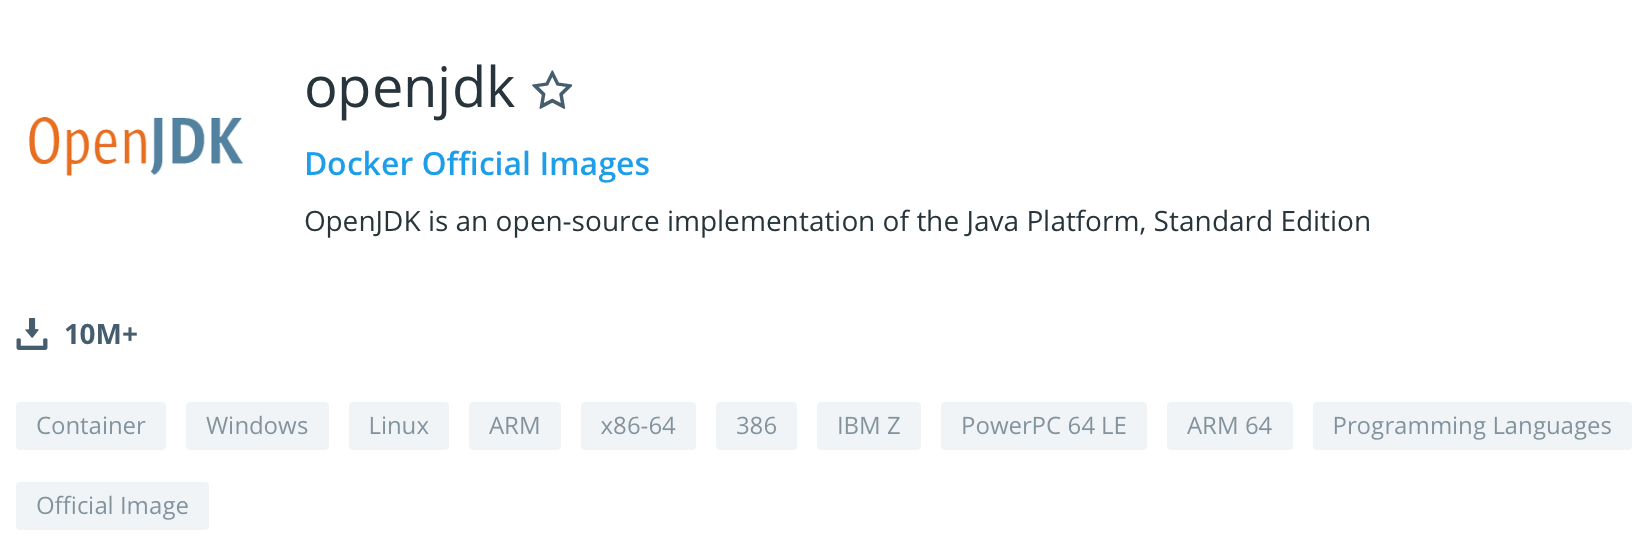 openjdk
OpenJDK
Docker Official Images
OpenJDK is an open-source implementation of the Java Platform, Standard Edition
10M+
Container Windows Linux ARM x86-64 386 IBM Z PowerPC 64 LE ARM 64 Programming Languages
Official Image